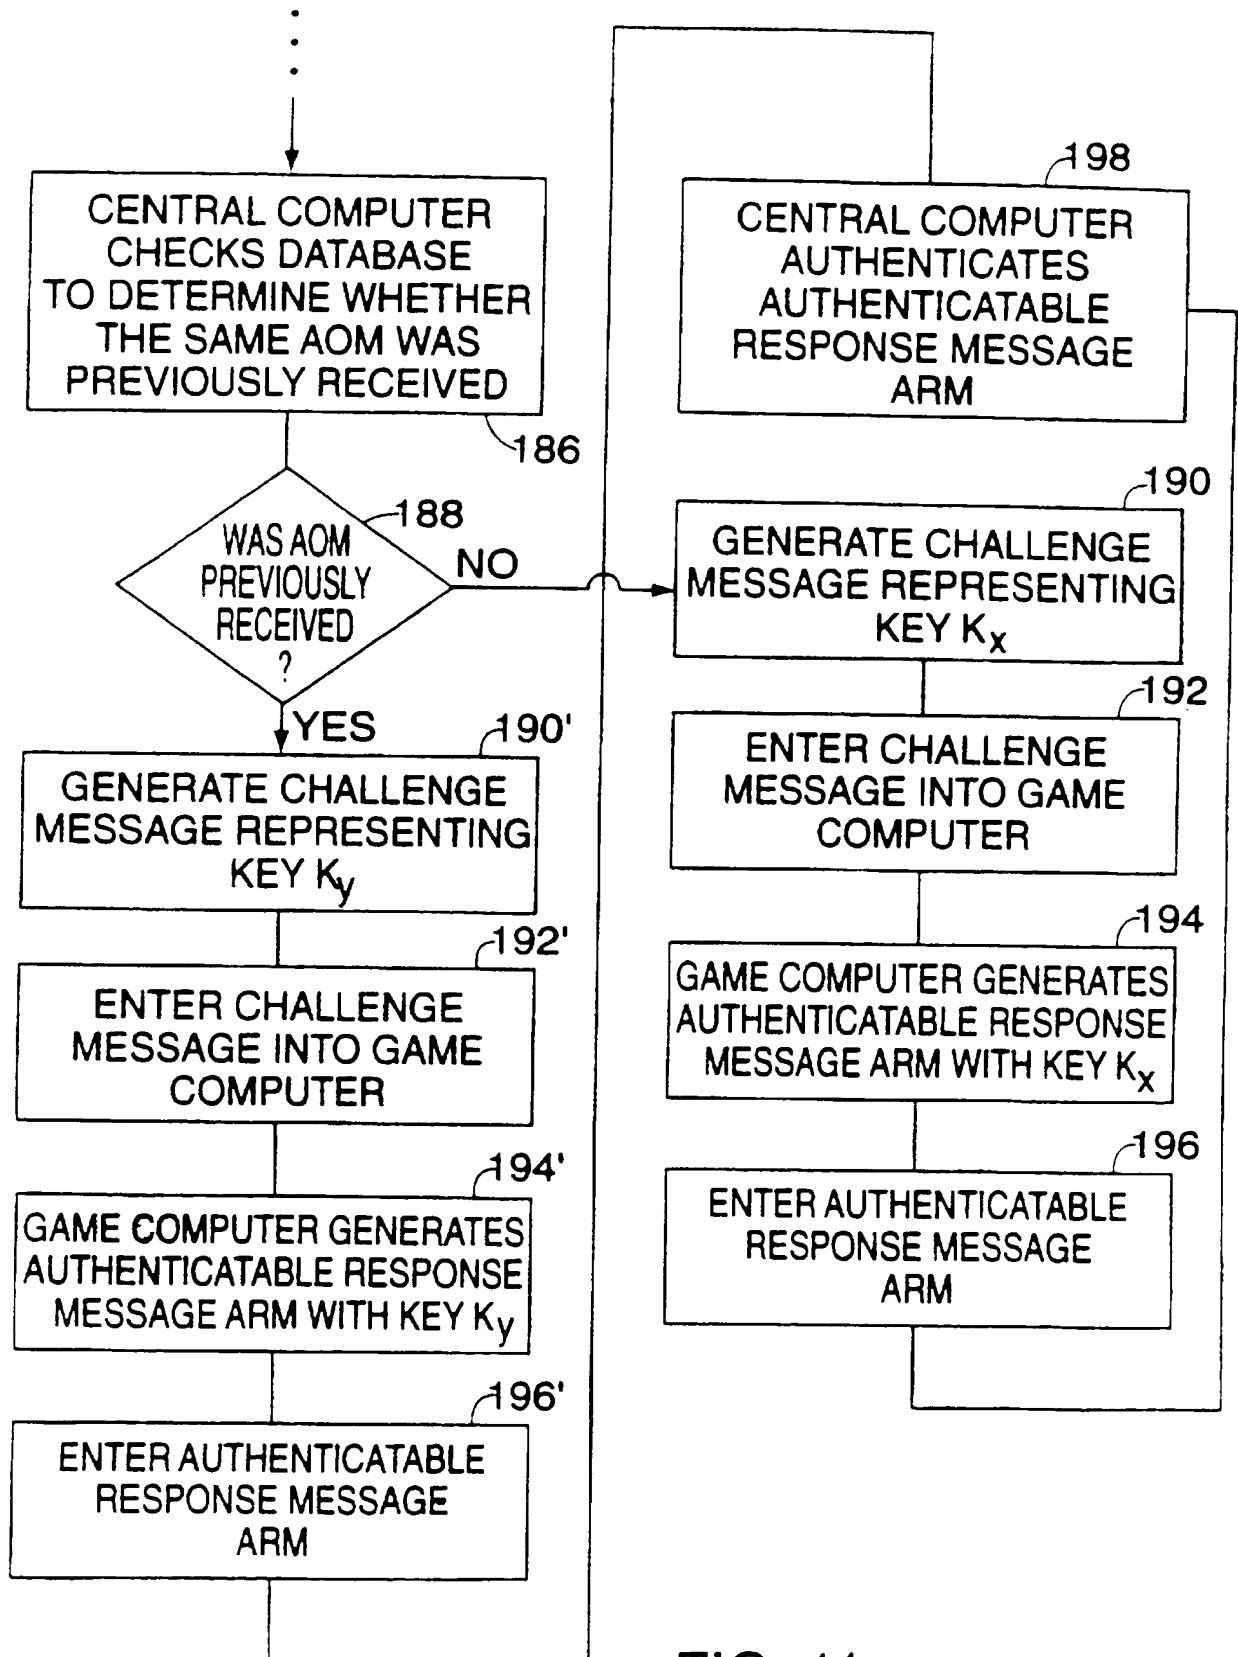 CENTRAL COMPUTER
CHECKS DATABASE
TO DETERMINE WHETHER
THE SAME AOM WAS
PREVIOUSLY RECEIVED
186
188
WAS AOM
PREVIOUSLY
RECEIVED
?
NO
YES
190'
GENERATE CHALLENGE
MESSAGE REPRESENTING
KEY Ky
192'
ENTER CHALLENGE
MESSAGE INTO GAME
COMPUTER
194'
GAME COMPUTER GENERATES
AUTHENTICATABLE RESPONSE
MESSAGE ARM WITH KEY Ky
196'
ENTER AUTHENTICATABLE
RESPONSE MESSAGE
ARM
198
CENTRAL COMPUTER
AUTHENTICATES
AUTHENTICATABLE
RESPONSE MESSAGE
ARM
190
GENERATE CHALLENGE
MESSAGE REPRESENTING
KEY Kx
192
ENTER CHALLENGE
MESSAGE INTO GAME
COMPUTER
194
GAME COMPUTER GENERATES
AUTHENTICATABLE RESPONSE
MESSAGE ARM WITH KEY Kx
196
ENTER AUTHENTICATABLE
RESPONSE MESSAGE
ARM